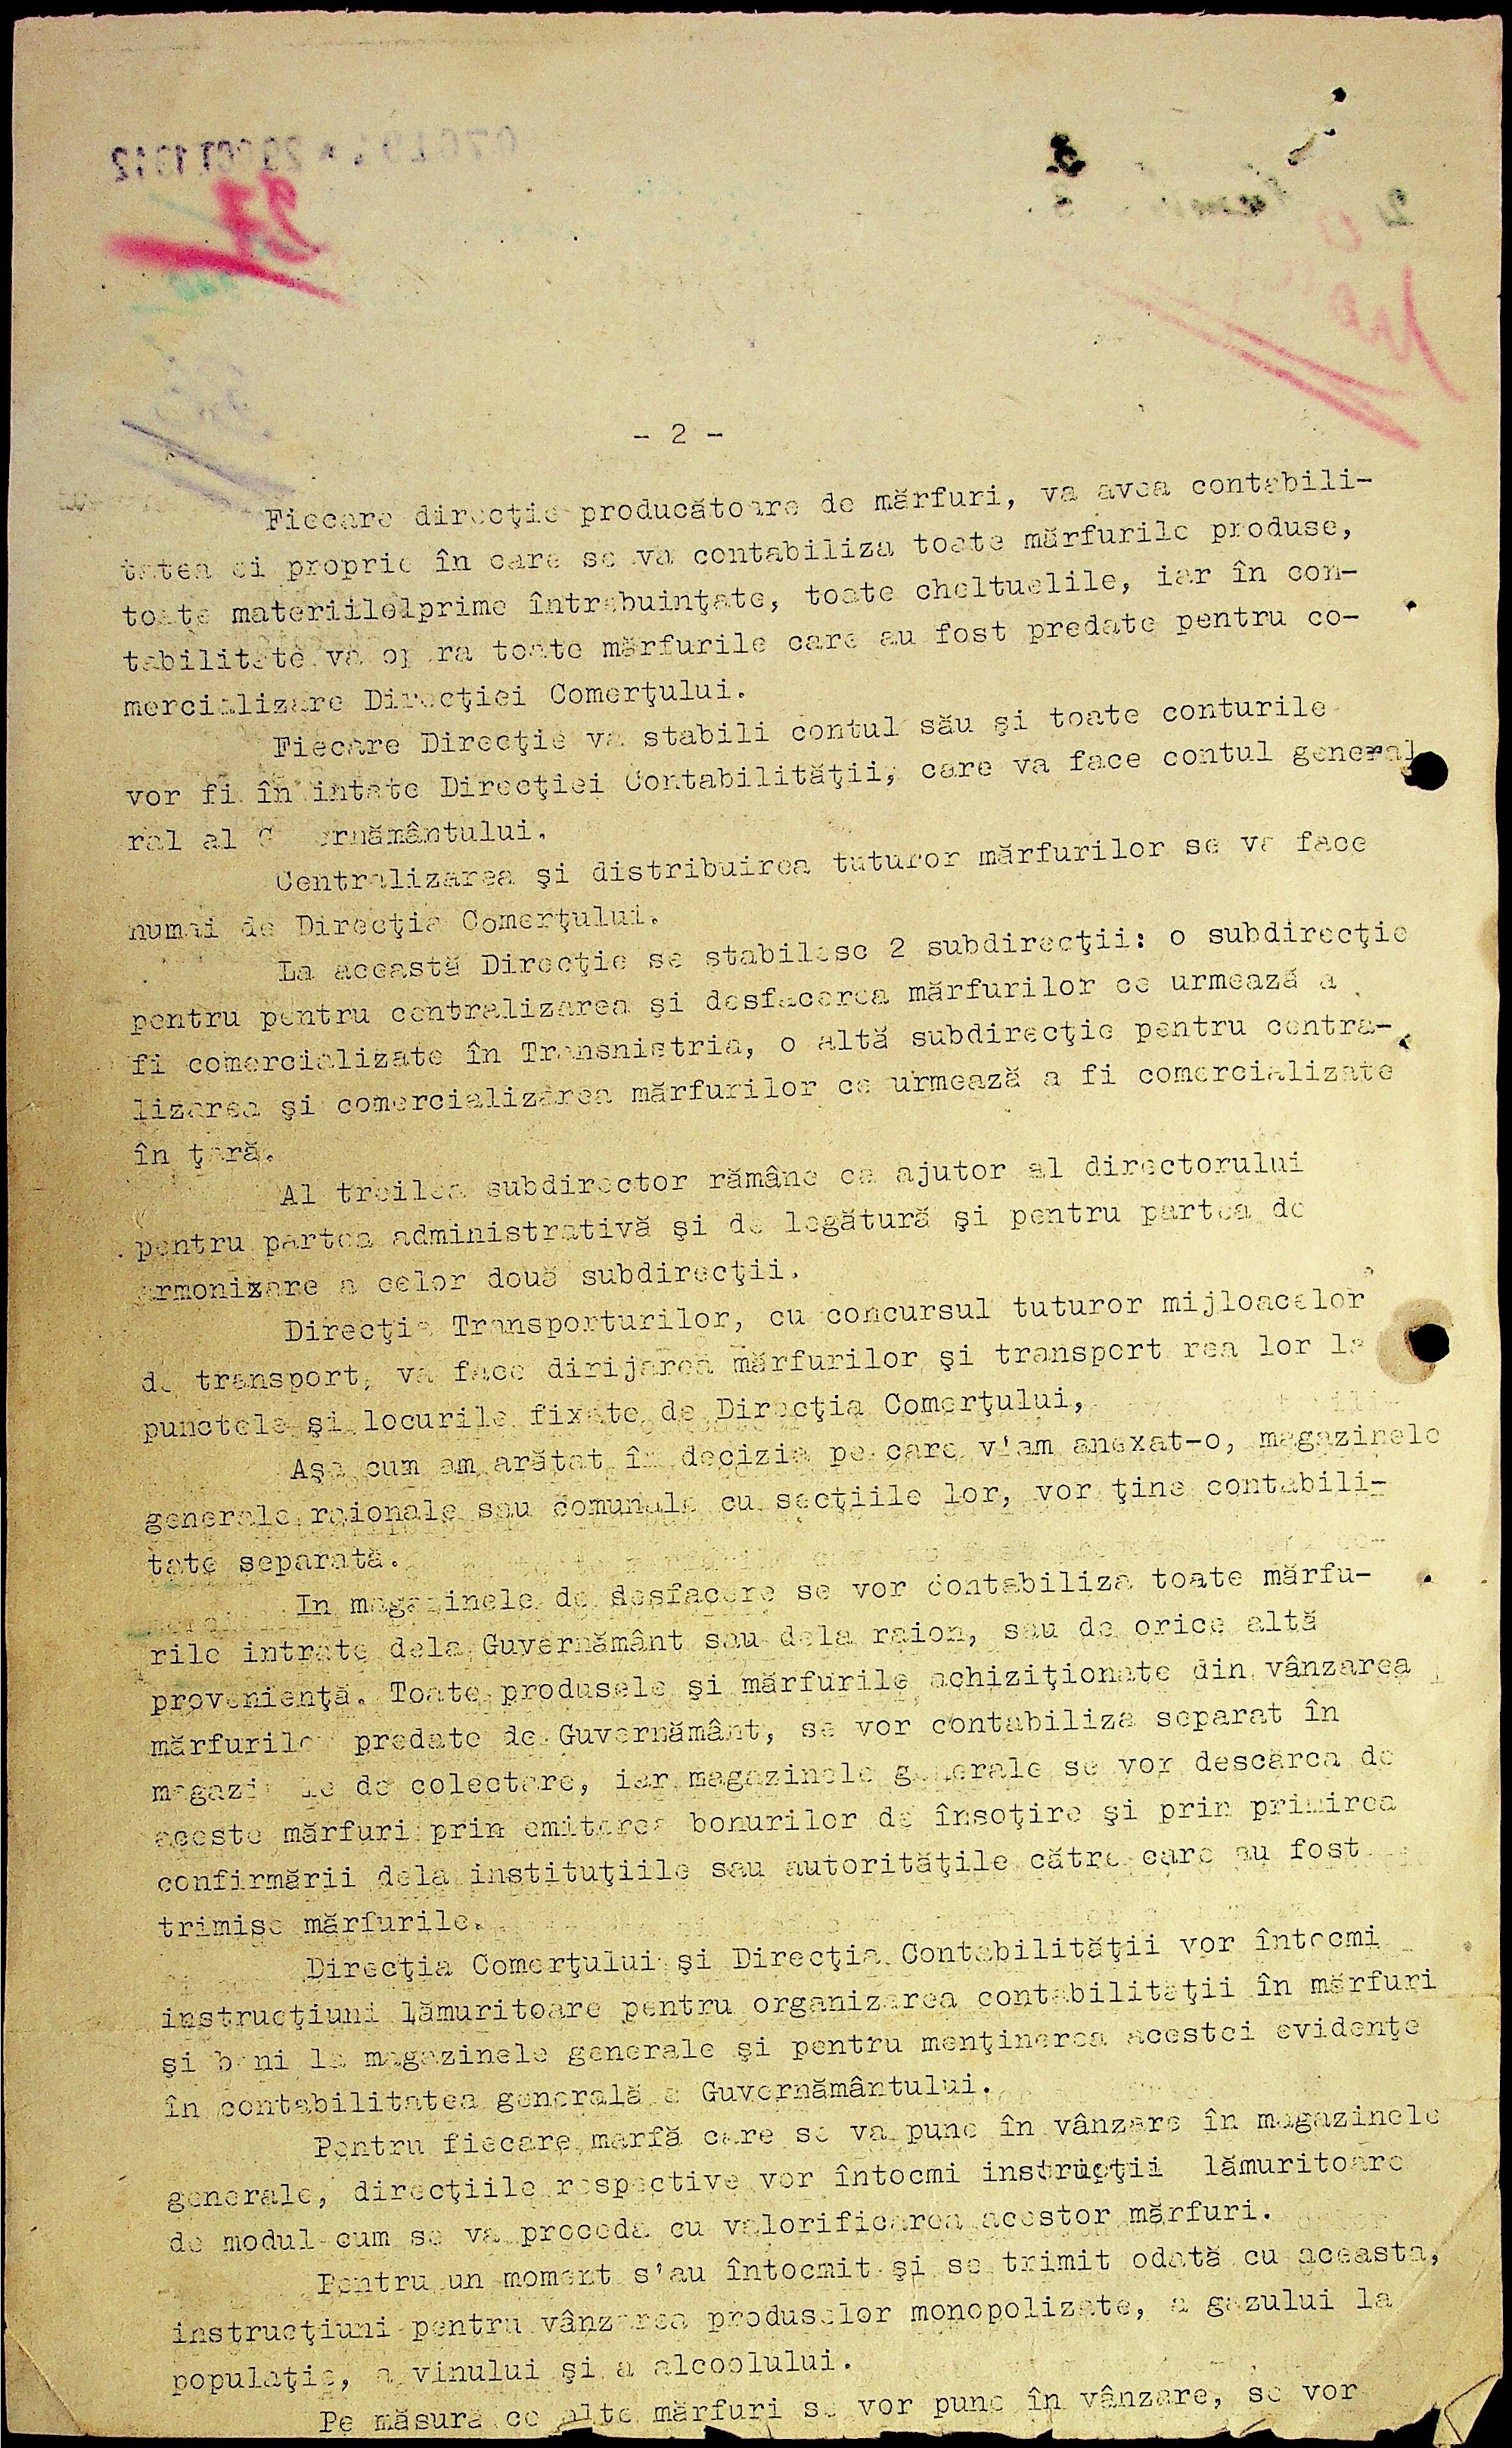 - 2 -
Fiecare direcţie producătoare de mărfuri, va avea contabili-
tatea ei proprie în care se va contabiliza toate mărfurile produse,
toate materiilelprime întrebuinţate, toate cheltuelile, iar în con-
tabilitate va opera toate mărfurile care au fost predate pentru co-
mercializare Direcţiei Comerţului.
Fiecare Direcţie va stabili contul său şi toate conturile
vor fi în intate Direcţiei Contabilităţii, care va face contul general
ral al G ernământului.
Centralizarea şi distribuirea tuturor mărfurilor se va face
numai de Direcţia Comerţului.
La această Direcţie se stabilesc 2 subdirecţii: o subdirecţie
pentru pentru centralizarea şi desfacerea mărfurilor ce urmează a
fi comercializate în Transnistria, o altă subdirecţie pentru centra-
lizarea şi comercializarea mărfurilor ce urmează a fi comercializate
în ţară.
Al treilea subdirector rămâne ca ajutor al directorului
pentru partea administrativă şi de legătură şi pentru partea de
armonizare a celor două subdirecţii.
Direcţia Transporturilor, cu concursul tuturor mijloacelor
de transport, va face dirijarea mărfurilor şi transport rea lor la
punctele şi locurile fixate de Direcţia Comerţului,
Aşa cum am arătat în decizia pe care v'am anexat-o, magazinele
generale raionale sau comunale cu secţiile lor, vor ţine contabili-
tate separată.
In magazinele de desfacere se vor contabiliza toate mărfu-
rile intrate dela Guvernământ sau dela raion, sau de orice altă
provenienţă. Toate produsele şi mărfurile achiziţionate din vânzarea
mărfurilor predate de Guvernământ, se vor contabiliza separat în
magazinele de colectare, iar magazinele generale se vor descărca de
aceste mărfuri prin emiterea bonurilor de însoţire şi prin primirea
confirmării dela instituţiile sau autorităţile către care au fost
trimise mărfurile.
Direcţia Comerţului şi Direcţia Contabilităţii vor întocmi
instrucţiuni lămuritoare pentru organizarea contabilităţii în mărfuri
şi bani la magazinele generale şi pentru menţinerea acestei evidenţe
în contabilitatea generală a Guvernământului.
Pentru fiecare marfă care se va pune în vânzare în magazinele
generale, direcţiile respective vor întocmi instrucţii lămuritoare
de modul cum se va proceda cu valorificarea acestor mărfuri.
Pentru un moment s'au întocmit şi se trimit odată cu aceasta,
instrucţiuni pentru vânzarea produselor monopolizate, a gazului la
populaţie, a vinului şi a alcoolului.
Pe măsura ce alte mărfuri se vor pune în vânzare, se vor